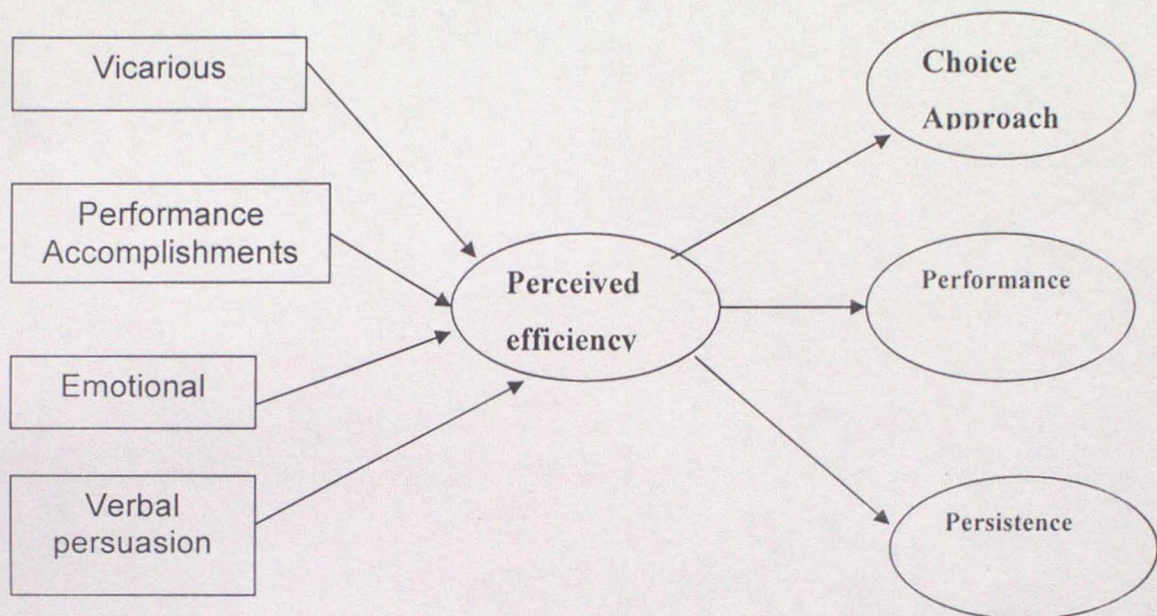 Vicarious
Performance
Accomplishments
Emotional
Verbal
persuasion
Perceived
efficiency
Choice
Approach
Performance
Persistence